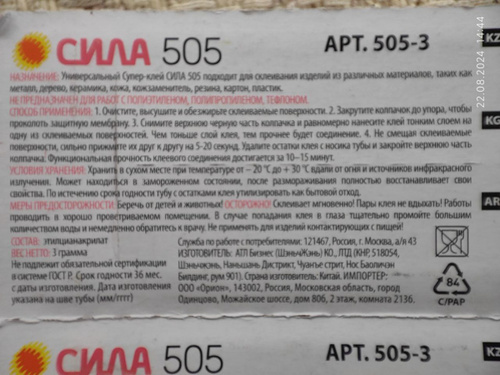 СИЛА 505 АРТ. 505-3 KZ
НАЗНАЧЕНИЕ: Универсальный Супер-клей СИЛА 505 подходит для склеивания изделий из различных материалов, таких как
металл, дерево, керамика, кожа, кожзаменитель, резина, картон, пластик.
НЕ ПРЕДНАЗНАЧЕН ДЛЯ РАБОТ С ПОЛИЭТИЛЕНОМ, ПОЛИПРОПИЛЕНОМ, ТЕФЛОНОМ.
СПОСОБ ПРИМЕНЕНИЯ: 1. Очистите, высушите и обезжирьте склеиваемые поверхности. 2. Закрутите колпачок до упора, чтобы
проколоть защитную мембрану. 3. Снимите верхнюю черную часть колпачка и равномерно нанесите клей тонким слоем на
одну из склеиваемых поверхностей. Чем тоньше слой клея, тем прочнее будет соединение. 4. Не смещая склеиваемые
поверхности, сильно прижмите их друг к другу на 5-20 секунд. Удалите остатки клея с носика тубы и закройте верхнюю часть
колпачка. Функциональная прочность клеевого соединения достигается за 10–15 минут.
УСЛОВИЯ ХРАНЕНИЯ: Хранить в сухом месте при температуре от – 20 °С до + 30 °С вдали от огня и источников инфракрасного
излучения. Может находиться в замороженном состоянии, после размораживания полностью восстанавливает свои
свойства. По истечению срока годности тубу с остатками клея утилизировать как бытовой отход.
МЕРЫ ПРЕДОСТОРОЖНОСТИ: Беречь от детей и животных! ОСТОРОЖНО! Склеивает мгновенно! Пары клея не вдыхать! Работы
проводить в хорошо проветриваемом помещении. В случае попадания клея в глаза тщательно промойте большим
количеством воды и немедленно обратитесь к врачу. Не применять для изделий контактирующих с пищей!
СОСТАВ: этилцианакрилат
ВЕС НЕТТО: 3 грамма
Не подлежит обязательной сертификации
в системе ГОСТ Р. Срок годности 36 мес.
с даты изготовления. Дата изготовления
указана на шве тубы (мм/гггг)
Служба по работе с потребителями: 121467, Россия, г. Москва, а/я 43
ИЗГОТОВИТЕЛЬ: АТЛ Бизнес (ШэньчЖэнь) КО., ЛТД (КНР, 518054,
Шэньчжэнь, Наньшань Дистрикт, Чуанъе стрит, Нос Баоличэн
Билдинг, рум 901). Страна изготовитель: Китай. ИМПОРТЕР:
ООО «Орион», 143002, Россия, Московская область, город
Одинцово, Можайское шоссе, дом 806, 2 этаж, комната 2136.
84
C/PAP
KG
AR
22.08.2024 14:44
СИЛА 505 АРТ. 505-3 KZ